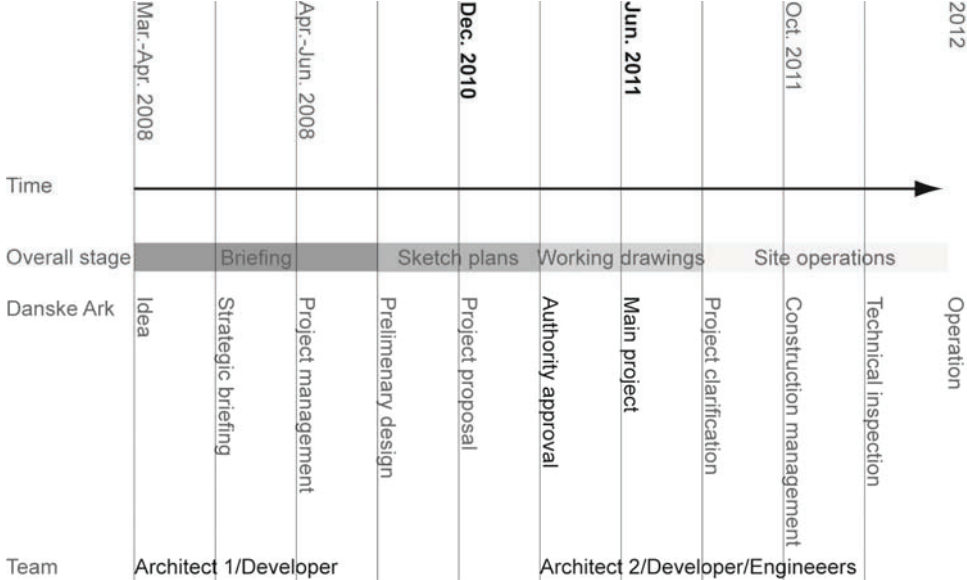 Mar.-Apr. 2008
Apr.-Jun. 2008
Dec. 2010
Jun. 2011
Oct. 2011
2012
Time
Overall stage
Briefing
Sketch plans
Working drawings
Site operations
Danske Ark
Idea
Strategic briefing
Project management
Prelimenary design
Project proposal
Authority approval
Main project
Project clarification
Construction management
Technical inspection
Operation
Team
Architect 1/Developer
Architect 2/Developer/Engineeers